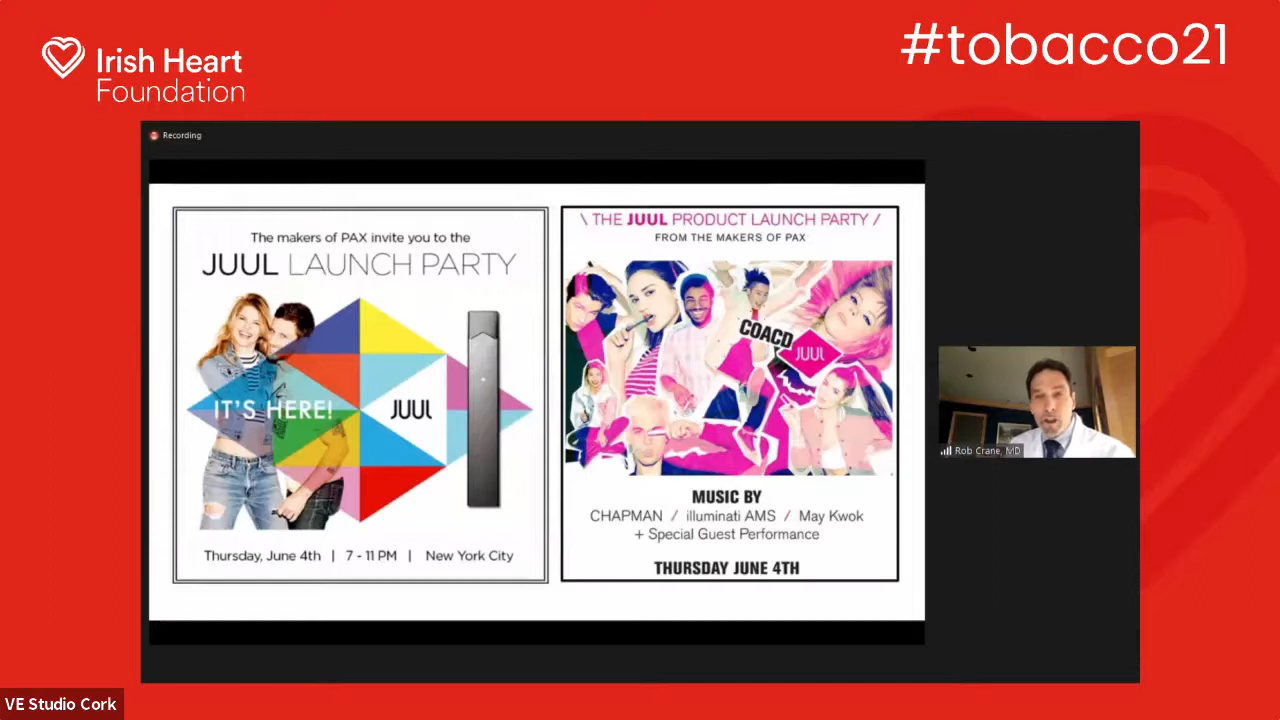 Irish Heart
Foundation
#tobacco21
Recording
The makers of PAX invite you to the
JUUL LAUNCH PARTY
IT'S HERE!
JUUL
Thursday, June 4th | 7 - 11 PM | New York City
\ THE JUUL PRODUCT LAUNCH PARTY /
FROM THE MAKERS OF PAX
COACD
JUUL
MUSIC BY
CHAPMAN / illuminati AMS / May Kwok
+ Special Guest Performance
THURSDAY JUNE 4TH
Rob Crane, MD
VE Studio Cork